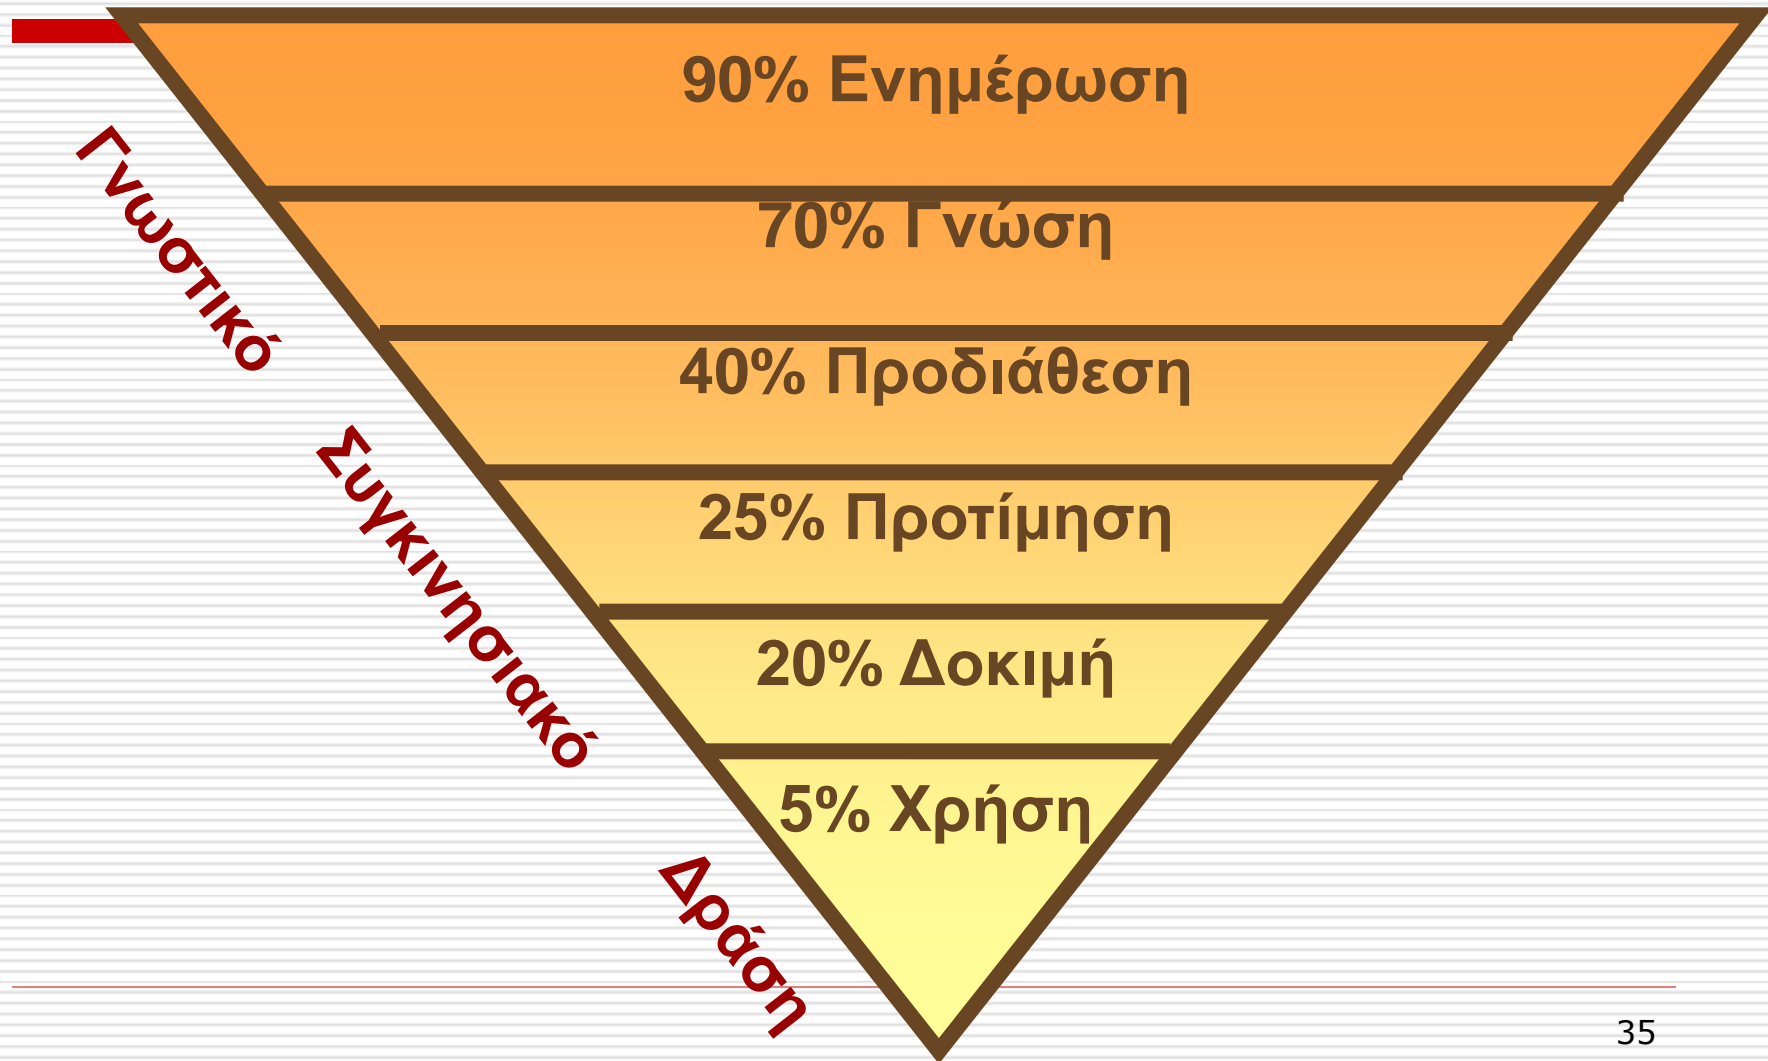 90% Ενημέρωση
70% Γνώση
40% Προδιάθεση
25% Προτίμηση
20% Δοκιμή
5% Χρήση
Γνωστικό
Συγκινησιακό
Δράση
35